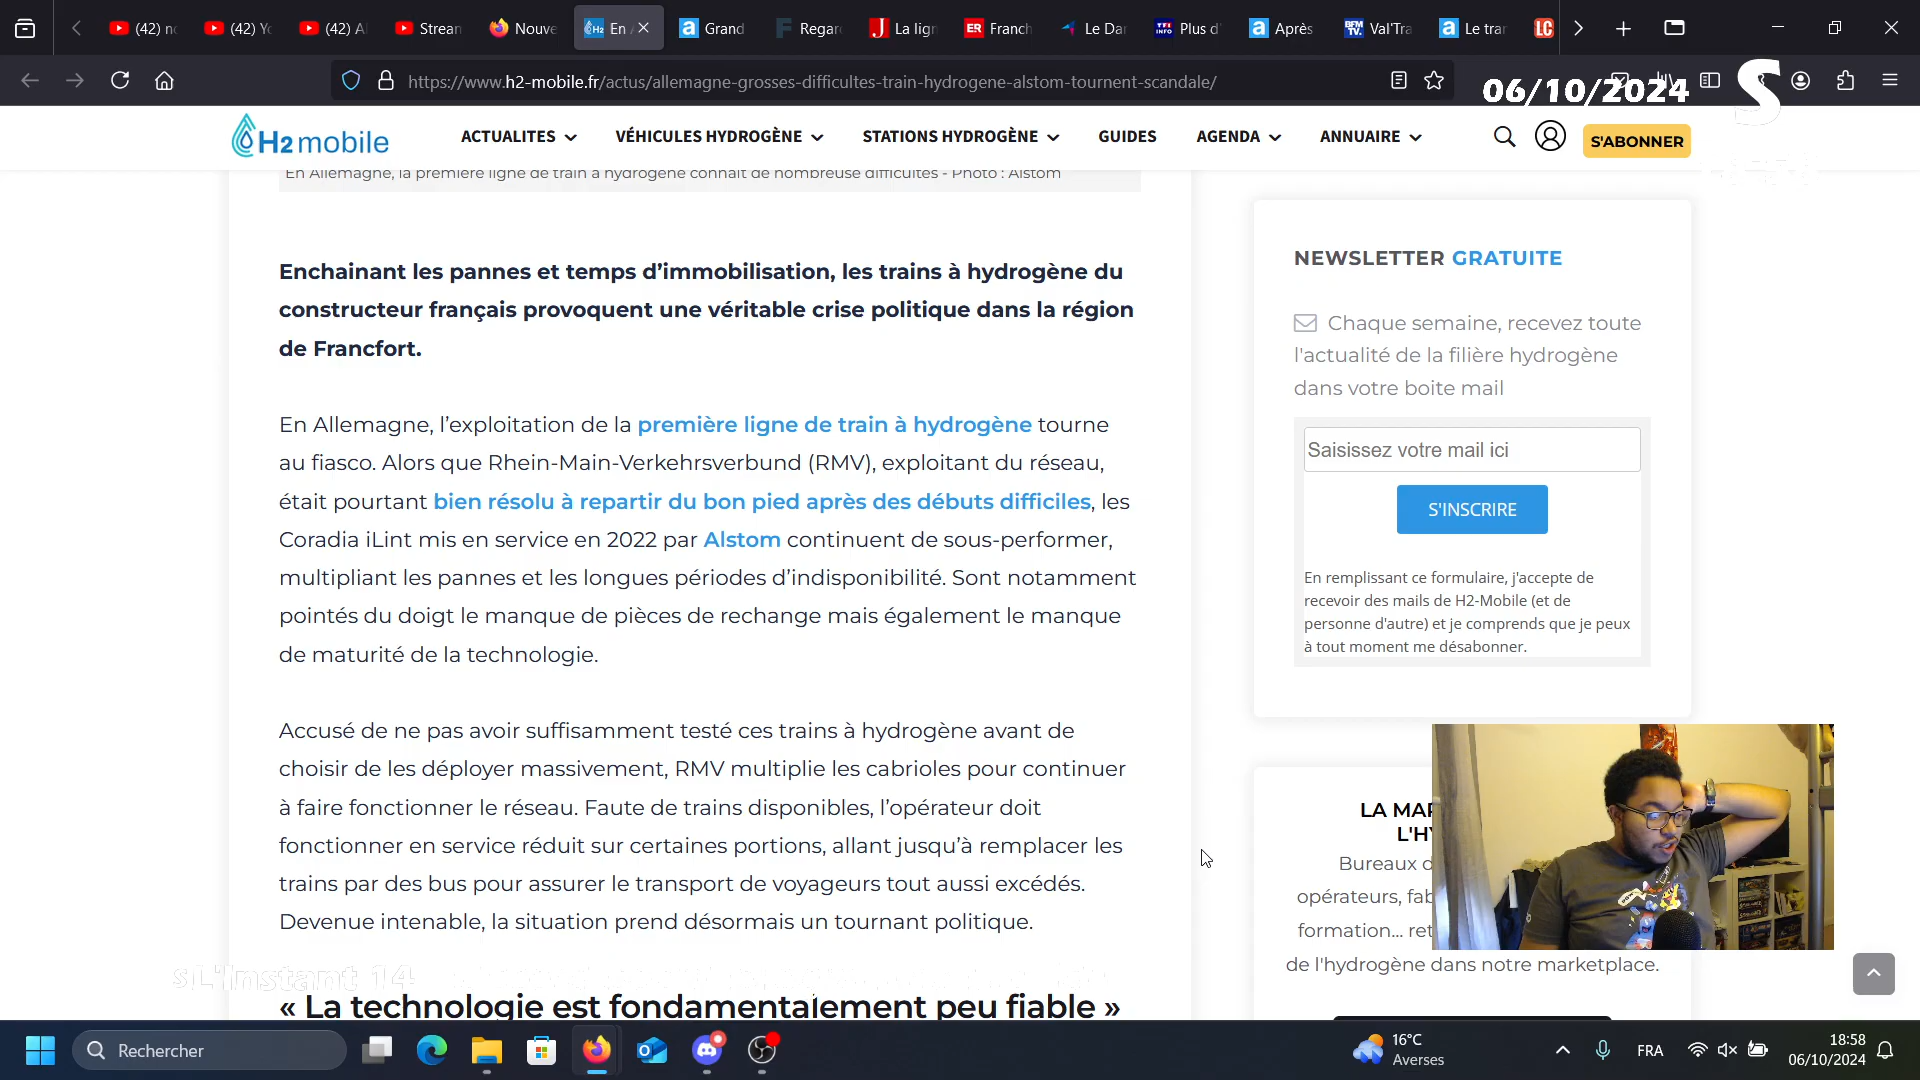 (42) n
(42) Y
(42) A
Stream
Nouve
En A
Grand
Regar
La lign
Franch
Le Dar
Plus d'
Après
Val'Tra
Le trar
https://www.h2-mobile.fr/actus/allemagne-grosses-difficultes-train-hydrogene-alstom-tournent-scandale/
06/10/2024
H2 mobile
ACTUALITES
VÉHICULES HYDROGÈNE
STATIONS HYDROGÈNE
GUIDES
AGENDA
ANNUAIRE
S'ABONNER
En Allemagne, la première ligne de train à hydrogène connait de nombreuse difficultés - Photo : Alstom
Enchainant les pannes et temps d’immobilisation, les trains à hydrogène du
constructeur français provoquent une véritable crise politique dans la région
de Francfort.
En Allemagne, l’exploitation de la première ligne de train à hydrogène tourne
au fiasco. Alors que Rhein-Main-Verkehrsverbund (RMV), exploitant du réseau,
était pourtant bien résolu à repartir du bon pied après des débuts difficiles, les
Coradia iLint mis en service en 2022 par Alstom continuent de sous-performer,
multipliant les pannes et les longues périodes d’indisponibilité. Sont notamment
pointés du doigt le manque de pièces de rechange mais également le manque
de maturité de la technologie.
Accusé de ne pas avoir suffisamment testé ces trains à hydrogène avant de
choisir de les déployer massivement, RMV multiplie les cabrioles pour continuer
à faire fonctionner le réseau. Faute de trains disponibles, l’opérateur doit
fonctionner en service réduit sur certaines portions, allant jusqu’à remplacer les
trains par des bus pour assurer le transport de voyageurs tout aussi excédés.
Devenue intenable, la situation prend désormais un tournant politique.
L'Instant 14
« La technologie est fondamentalement peu fiable »
NEWSLETTER GRATUITE
Chaque semaine, recevez toute
l'actualité de la filière hydrogène
dans votre boite mail
Saisissez votre mail ici
S'INSCRIRE
En remplissant ce formulaire, j'accepte de
recevoir des mails de H2-Mobile (et de
personne d'autre) et je comprends que je peux
à tout moment me désabonner.
LA MAR
L'HY
Bureaux d
opérateurs, fab
formation... ret
de l'hydrogène dans notre marketplace.
Rechercher
16°C
Averses
FRA
18:58
06/10/2024